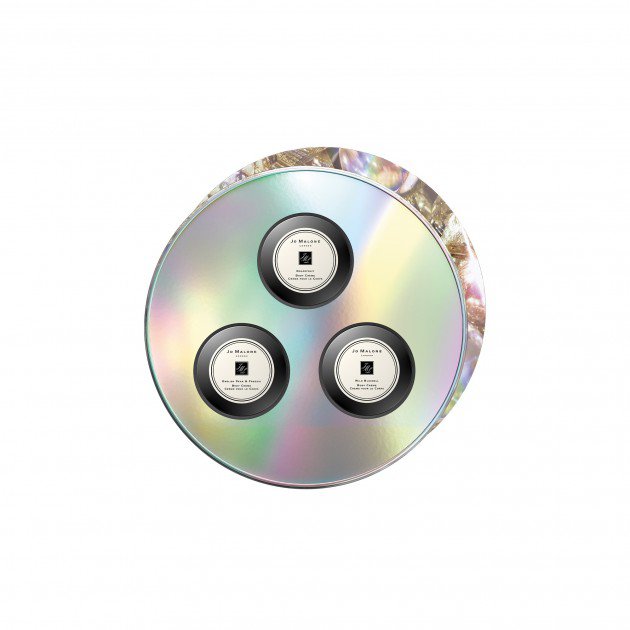 JO MALONE
LONDON
GRAPEFRUIT
BODY CRÈME
CRÈME POUR LE CORPS
JO MALONE
LONDON
ENGLISH PEAR & FREESIA
BODY CRÈME
CRÈME POUR LE CORPS
JO MALONE
LONDON
WILD BLUEBELL
BODY CRÈME
CRÈME POUR LE CORPS